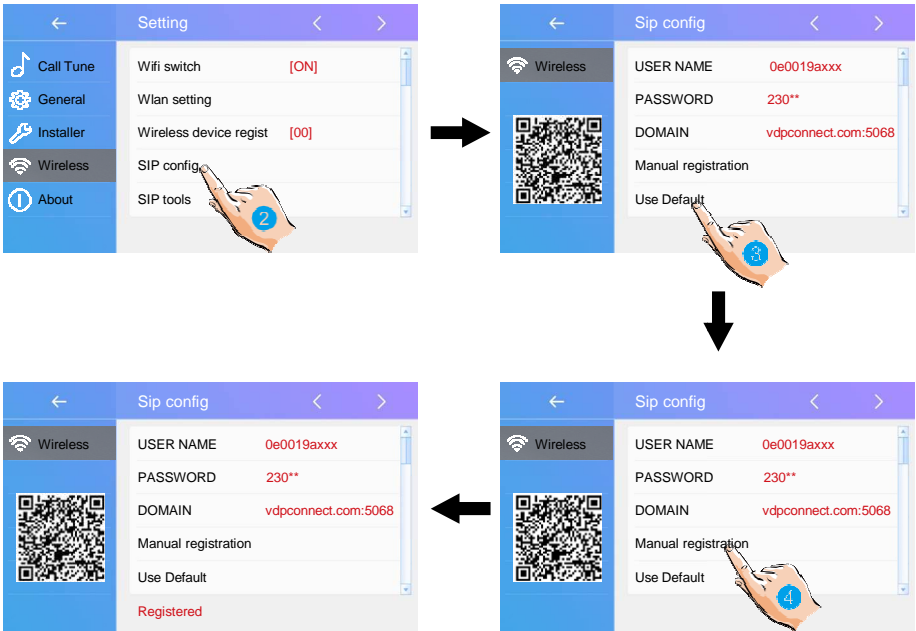 Setting
Call Tune
General
Installer
Wireless
About
Wifi switch [ON]
Wlan setting
Wireless device regist [00]
SIP config
SIP tools
2
Sip config
Wireless
USER NAME 0e0019axxx
PASSWORD 230**
DOMAIN vdpconnect.com:5068
Manual registration
Use Default
3
Sip config
Wireless
USER NAME 0e0019axxx
PASSWORD 230**
DOMAIN vdpconnect.com:5068
Manual registration
Use Default
Registered
Sip config
Wireless
USER NAME 0e0019axxx
PASSWORD 230**
DOMAIN vdpconnect.com:5068
Manual registration
Use Default
4